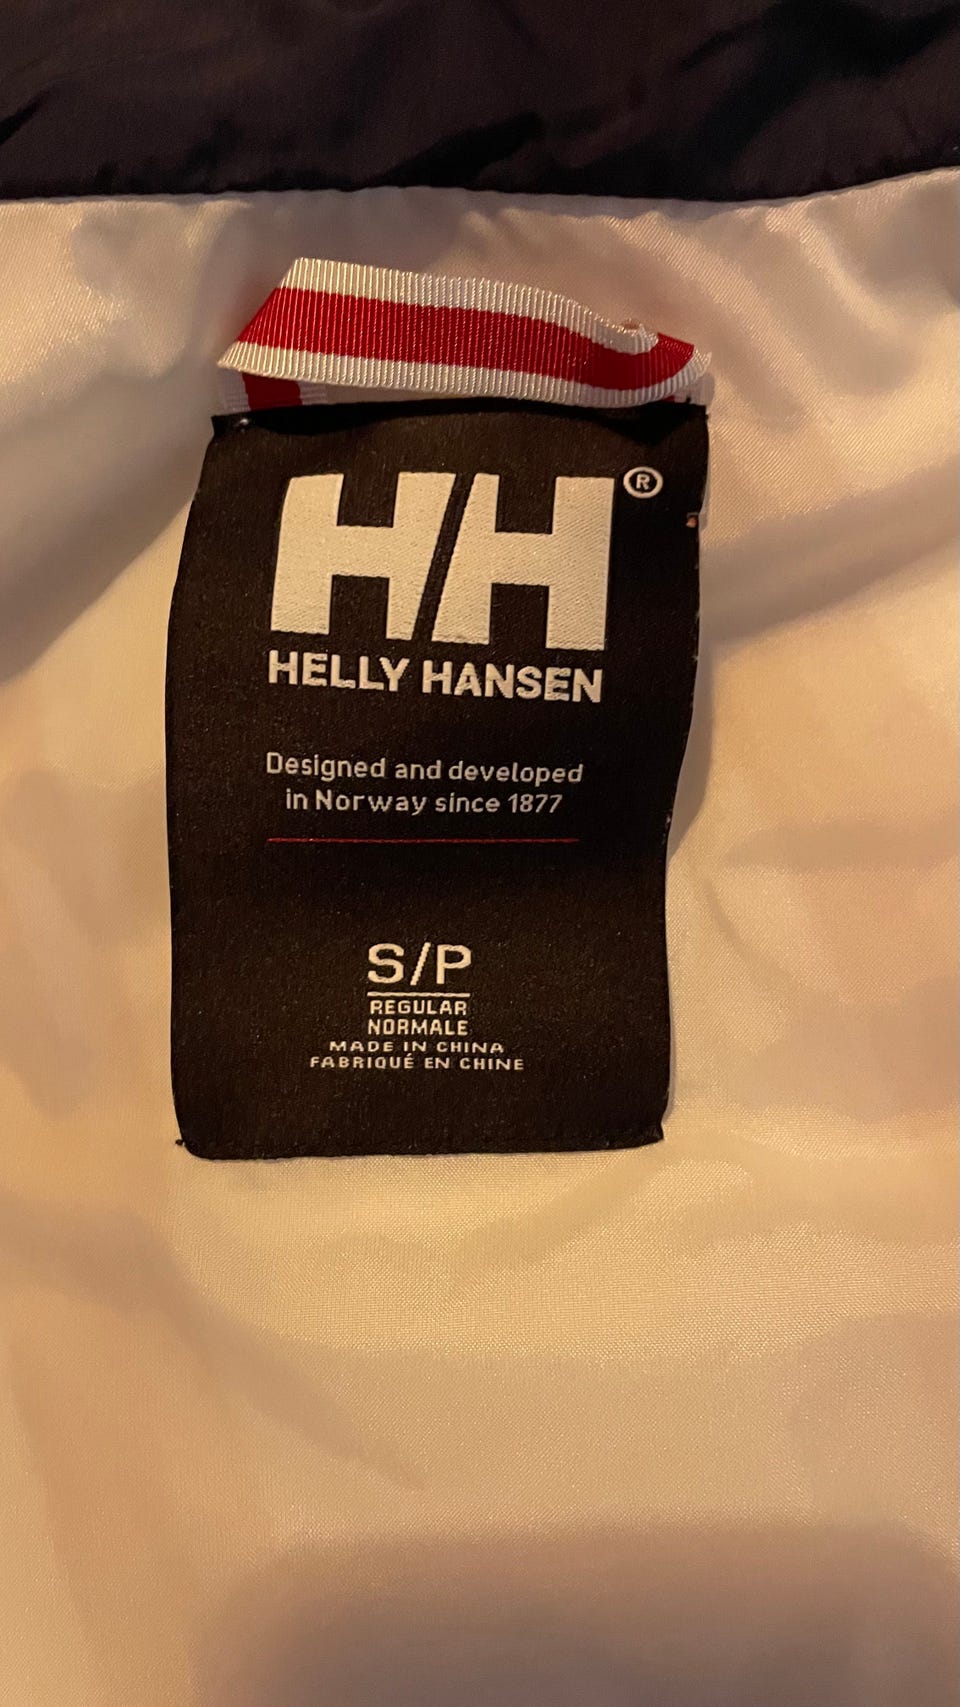 HH®
HELLY HANSEN
Designed and developed
in Norway since 1877
S/P
REGULAR
NORMALE
MADE IN CHINA
FABRIQUÉ EN CHINE